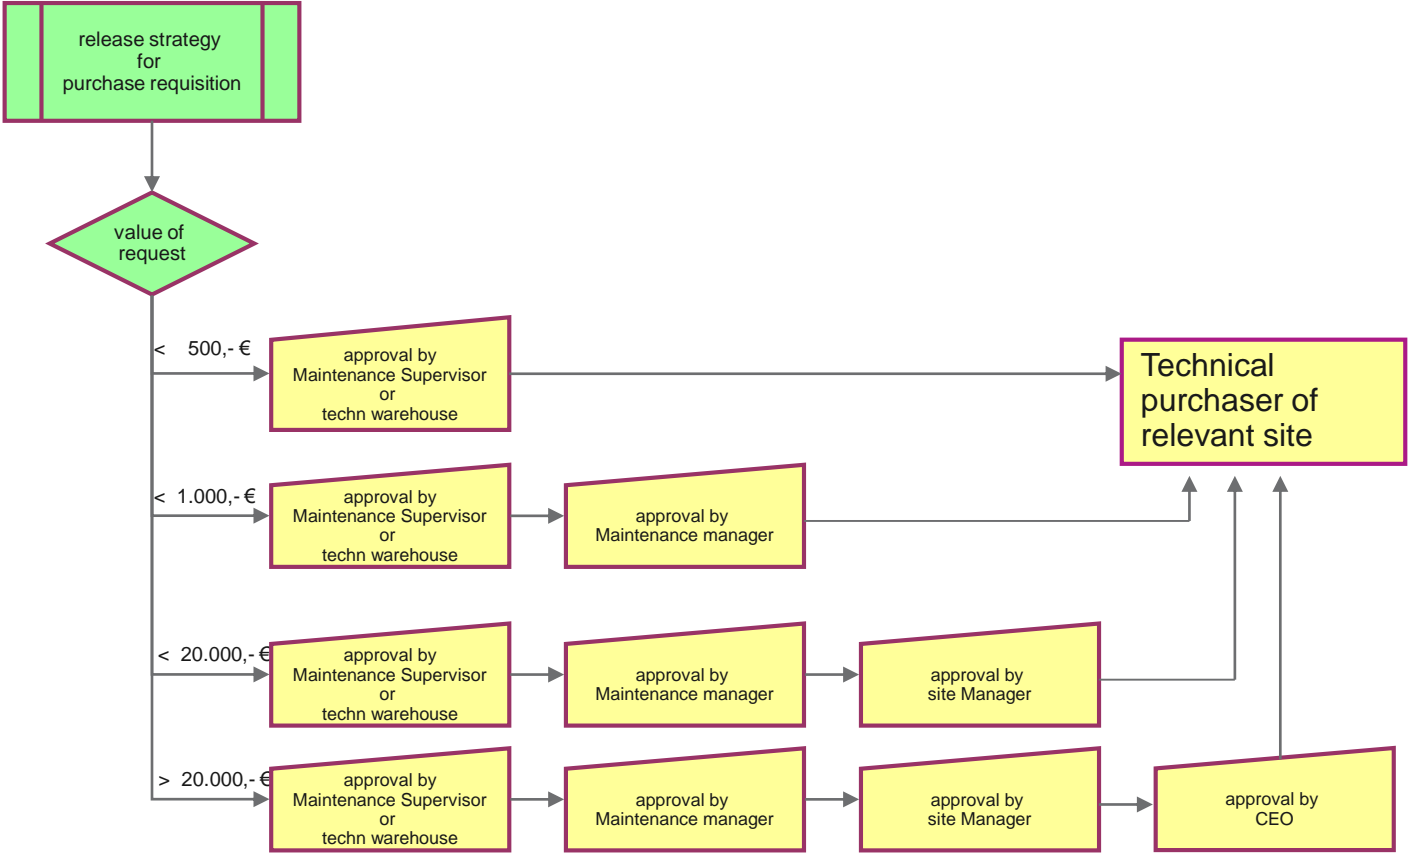 release strategy
for
purchase requisition
value of
request
< 500,- €
approval by
Maintenance Supervisor
or
techn warehouse
Technical
purchaser of
relevant site
< 1.000,- €
approval by
Maintenance Supervisor
or
techn warehouse
approval by
Maintenance manager
< 20.000,- €
approval by
Maintenance Supervisor
or
techn warehouse
approval by
Maintenance manager
approval by
site Manager
> 20.000,- €
approval by
Maintenance Supervisor
or
techn warehouse
approval by
Maintenance manager
approval by
site Manager
approval by
CEO